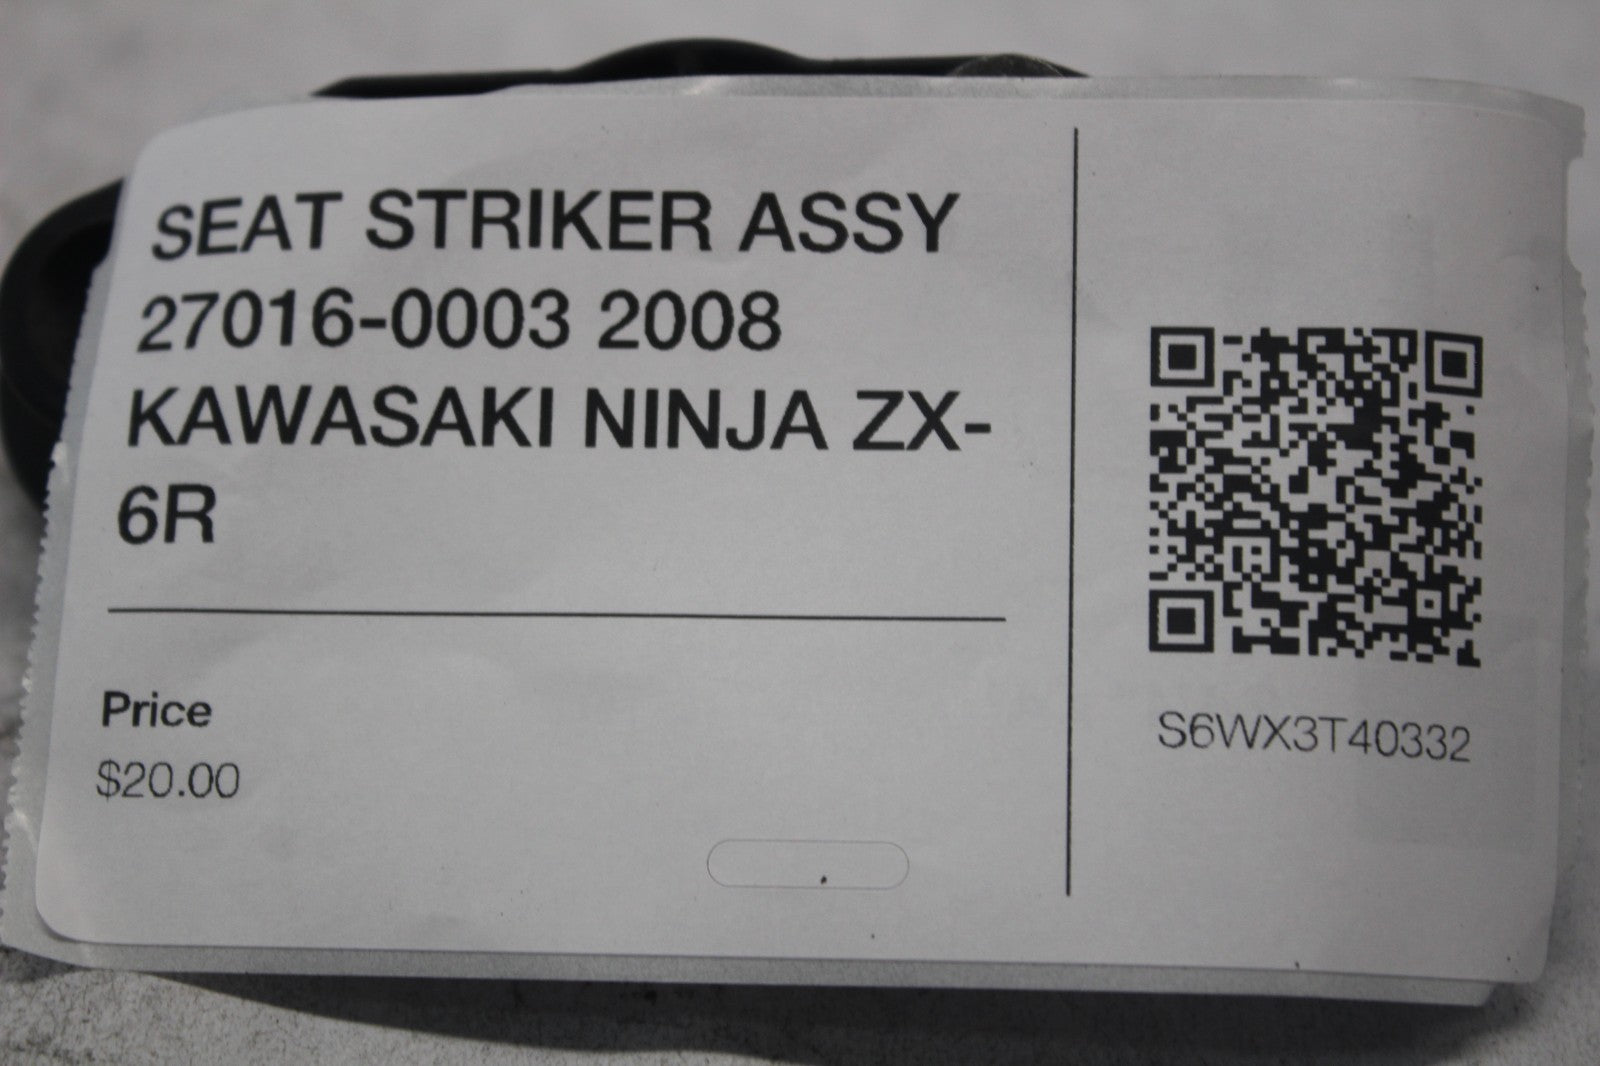 SEAT STRIKER ASSY
27016-0003 2008
KAWASAKI NINJA ZX-
6R
Price
$20.00
S6WX3T40332